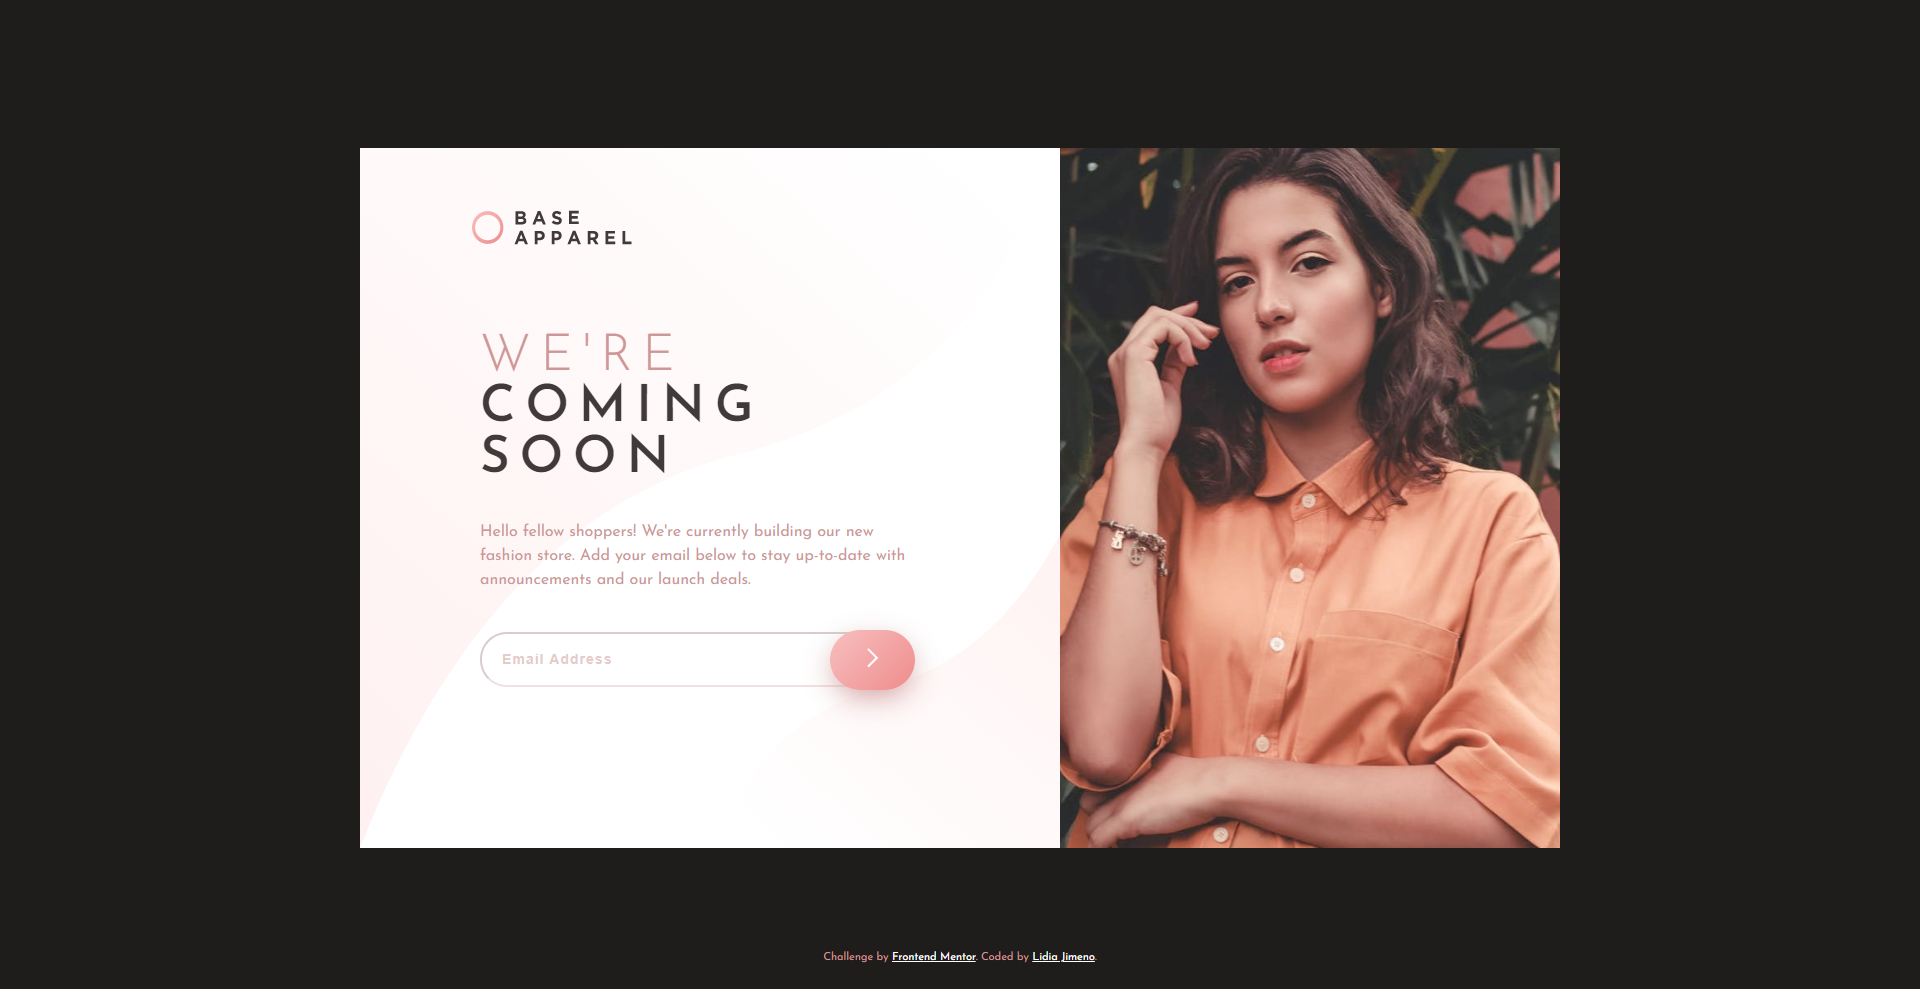 BASE
APPAREL
WE'RE
COMING
SOON
Hello fellow shoppers! We're currently building our new
fashion store. Add your email below to stay up-to-date with
announcements and our launch deals.
Email Address
Challenge by Frontend Mentor. Coded by Lidia Jimeno.